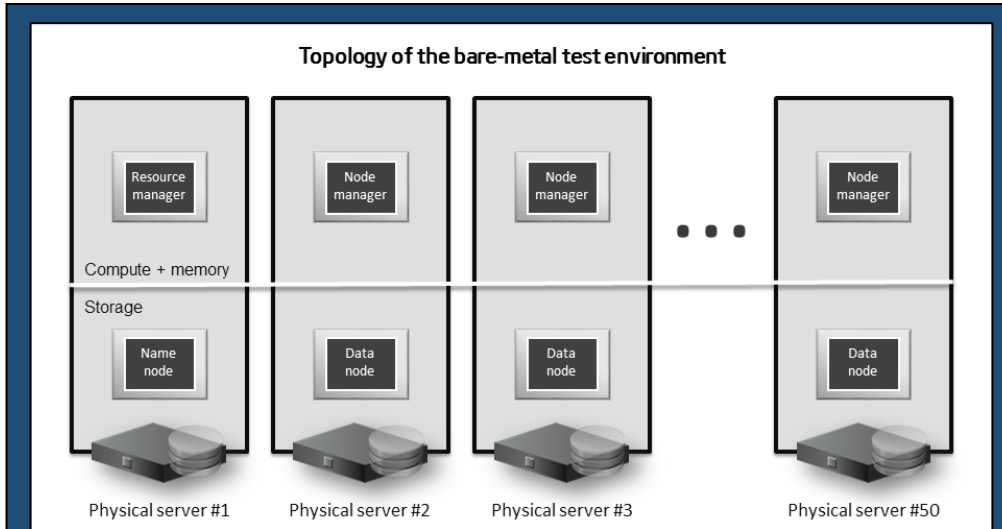 Topology of the bare-metal test environment
Resource
manager
Node
manager
Node
manager
Node
manager
Compute + memory
Storage
Name
node
Data
node
Data
node
Data
node
Physical server #1
Physical server #2
Physical server #3
Physical server #50